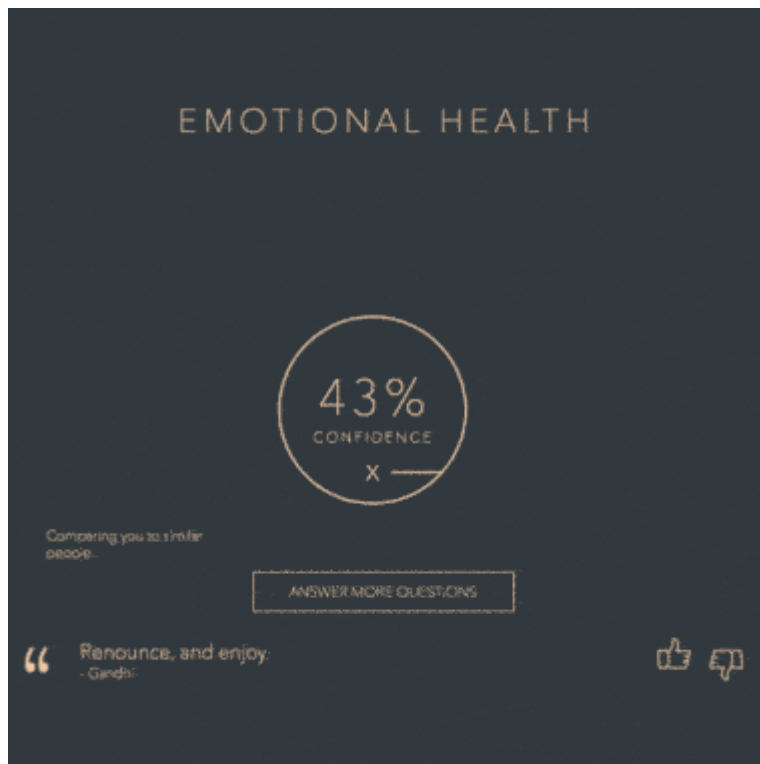 EMOTIONAL HEALTH
43%
CONFIDENCE
X
Comparing you to similar
people
ANSWER MORE QUESTIONS
“ Renounce, and enjoy.
- Gandhi